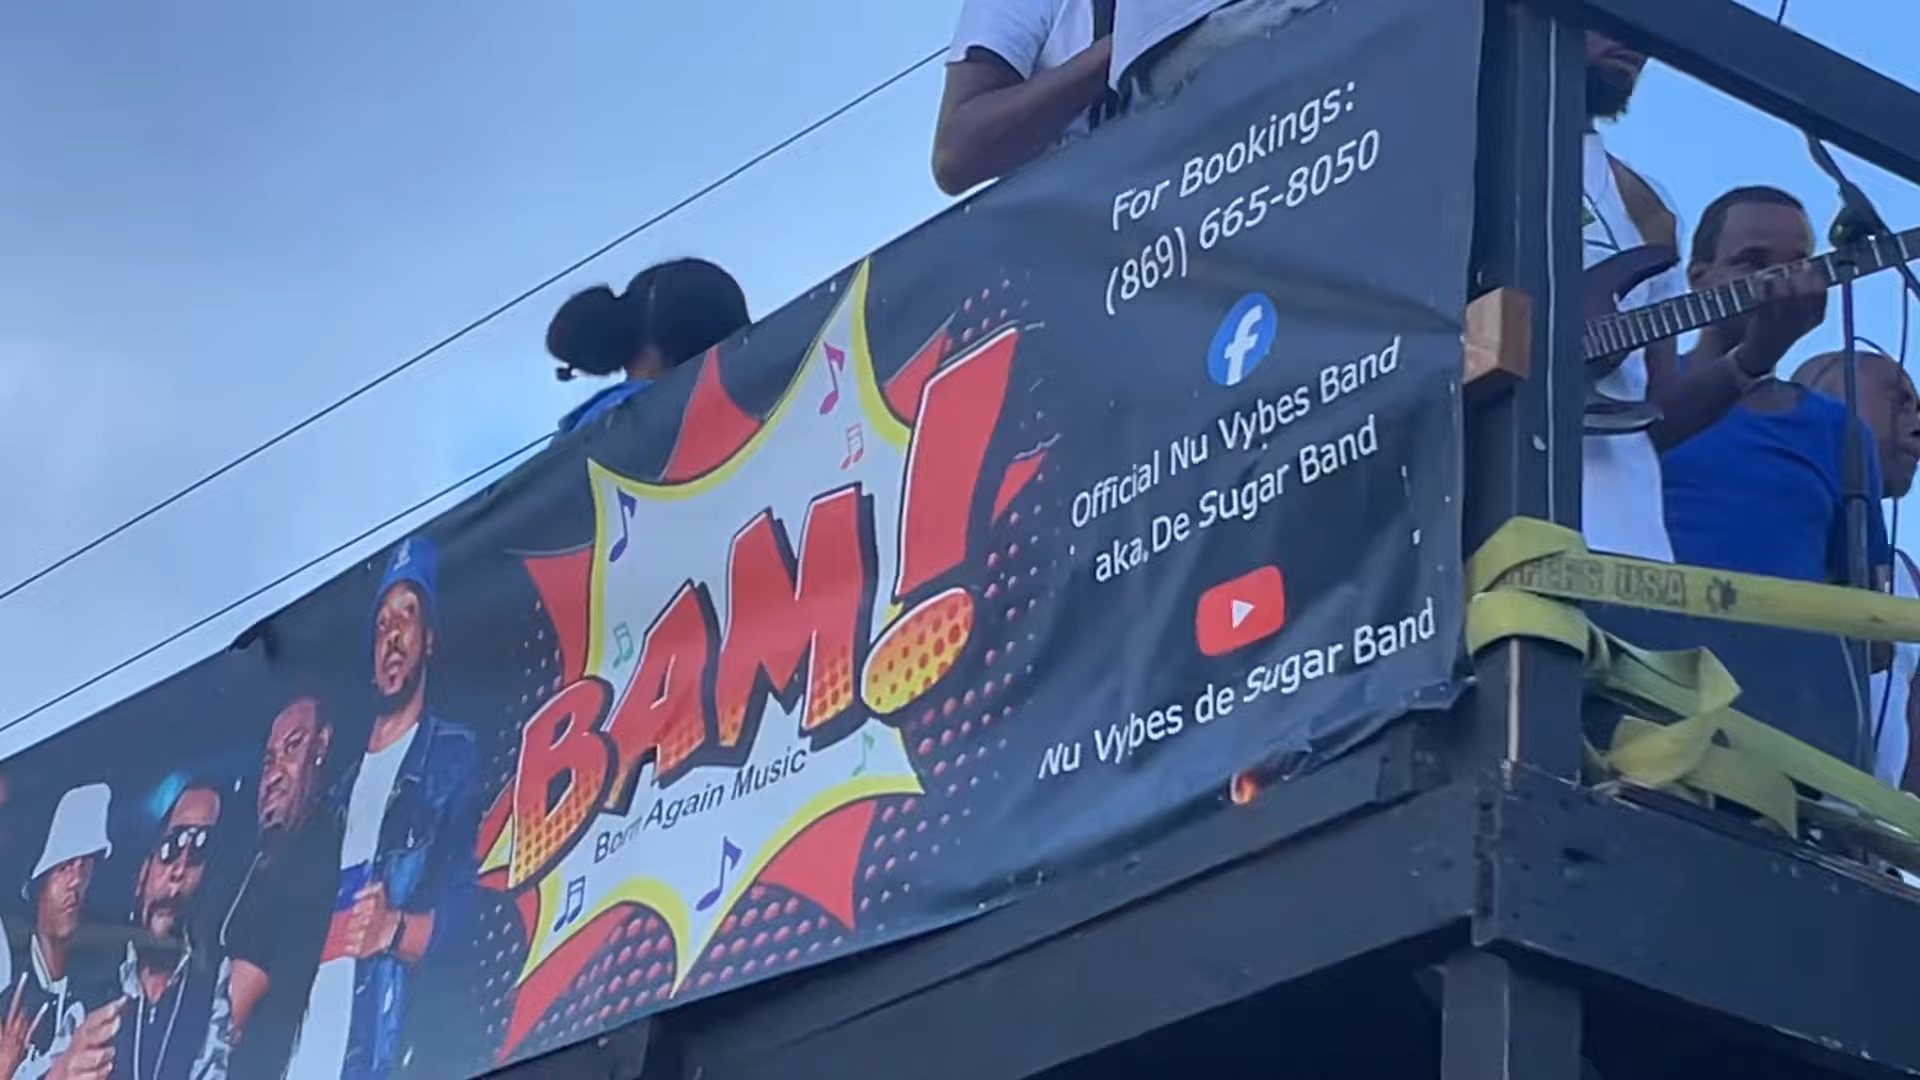 For Bookings:
(869) 665-8050
Official Nu Vybes Band
aka De Sugar Band
Nu Vybes de Sugar Band
BAM!
Born Again Music
USA